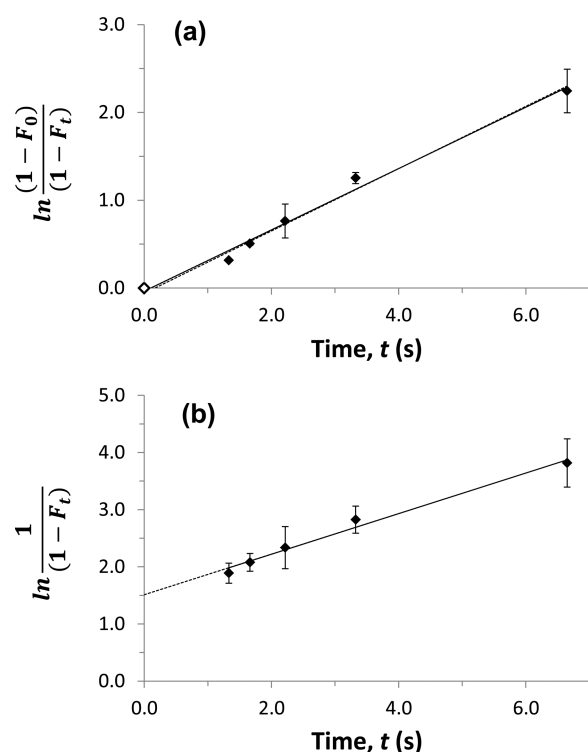 (a)
3.0
2.0
1.0
0.0
ln (1 − F₀) / (1 − Fₜ)
0.0 2.0 4.0 6.0
Time, t (s)
(b)
5.0
4.0
3.0
2.0
1.0
0.0
ln 1 / (1 − Fₜ)
0.0 2.0 4.0 6.0
Time, t (s)